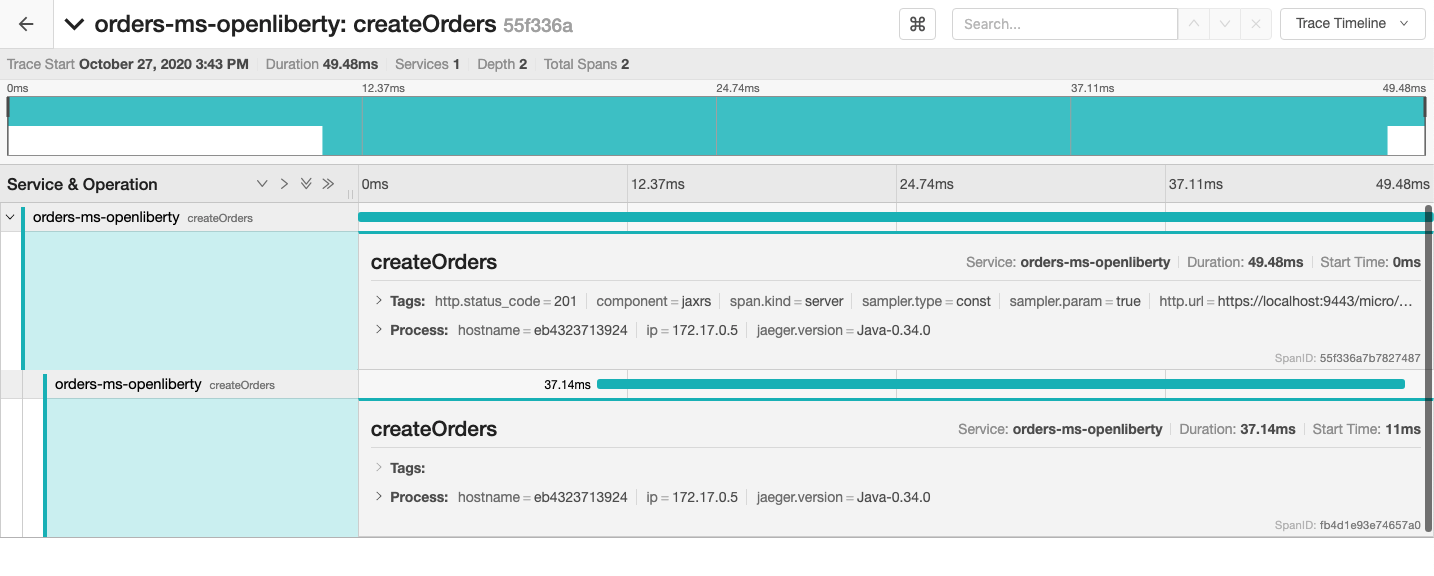 orders-ms-openliberty: createOrders 55f336a
⌘
Search...
Trace Timeline
Trace Start October 27, 2020 3:43 PM Duration 49.48ms Services 1 Depth 2 Total Spans 2
0ms 12.37ms 24.74ms 37.11ms 49.48ms
Service & Operation 0ms 12.37ms 24.74ms 37.11ms 49.48ms
orders-ms-openliberty createOrders
createOrders Service: orders-ms-openliberty Duration: 49.48ms Start Time: 0ms
Tags: http.status_code = 201 component = jaxrs span.kind = server sampler.type = const sampler.param = true http.url = https://localhost:9443/micro/…
Process: hostname = eb4323713924 ip = 172.17.0.5 jaeger.version = Java-0.34.0
SpanID: 55f336a7b7827487
orders-ms-openliberty createOrders 37.14ms
createOrders Service: orders-ms-openliberty Duration: 37.14ms Start Time: 11ms
Tags:
Process: hostname = eb4323713924 ip = 172.17.0.5 jaeger.version = Java-0.34.0
SpanID: fb4d1e93e74657a0